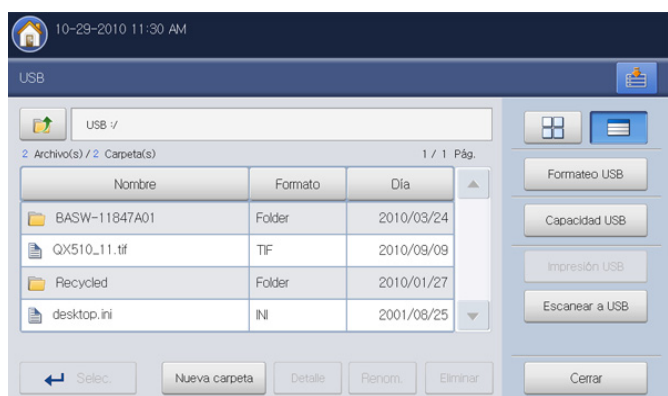 10-29-2010 11:30 AM
USB
USB :/
2 Archivo(s) / 2 Carpeta(s) 1 / 1 Pág.
Nombre Formato Día
BASW-11847A01 Folder 2010/03/24
QX510_11.tif TIF 2010/09/09
Recycled Folder 2010/01/27
desktop.ini INI 2001/08/25
Selec. Nueva carpeta Detalle Renom. Eliminar
Formateo USB
Capacidad USB
Impresión USB
Escanear a USB
Cerrar